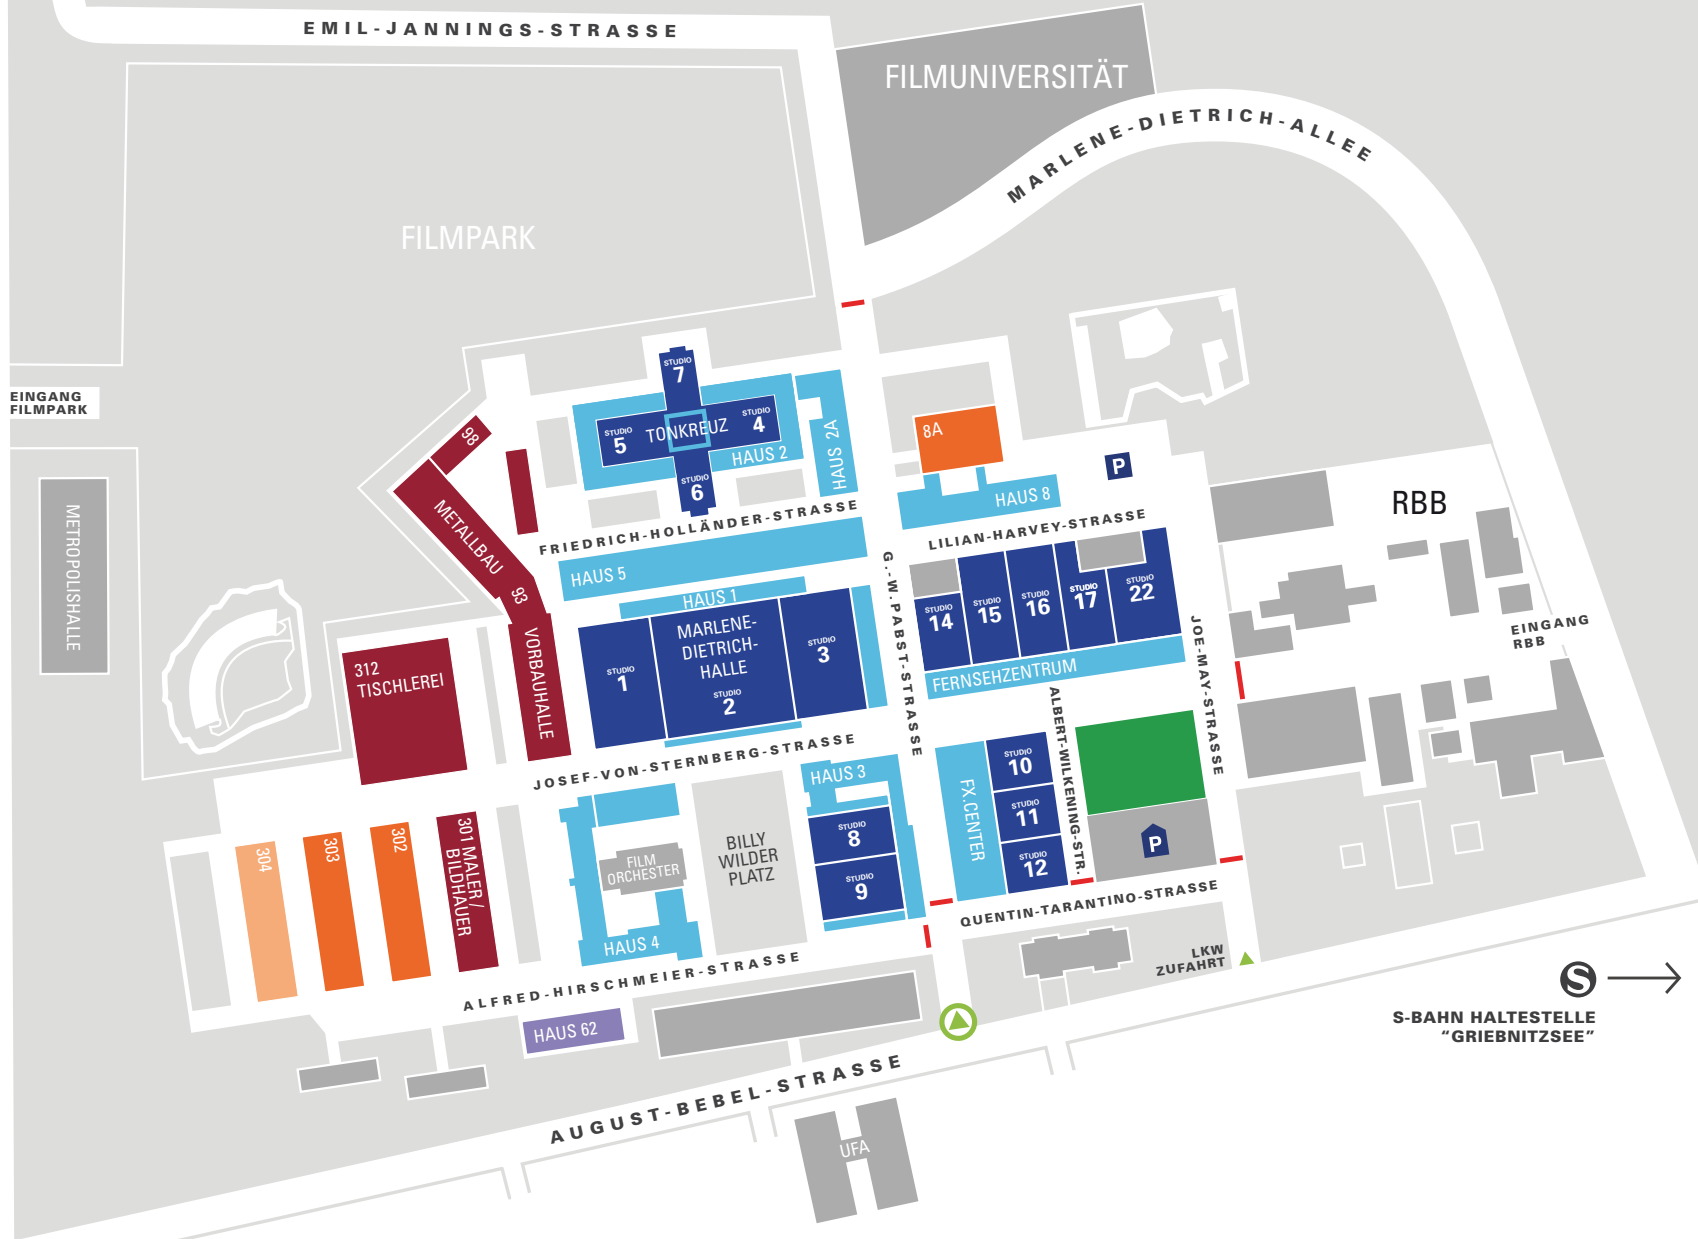 EMIL-JANNINGS-STRASSE
FILMUNIVERSITÄT
MARLENE-DIETRICH-ALLEE
FILMPARK
EINGANG
FILMPARK
METROPOLISHALLE
STUDIO
7
STUDIO
5
TONKREUZ
STUDIO
4
HAUS 2
STUDIO
6
HAUS 2A
8A
HAUS 8
P
RBB
98
METALLBAU
93
VORBAUHALLE
FRIEDRICH-HOLLÄNDER-STRASSE
LILIAN-HARVEY-STRASSE
HAUS 5
HAUS 1
STUDIO
1
MARLENE-
DIETRICH-
HALLE
STUDIO
2
STUDIO
3
G.-W.PABST-STRASSE
STUDIO
14
STUDIO
15
STUDIO
16
STUDIO
17
STUDIO
22
FERNSEHZENTRUM
JOE-MAY-STRASSE
EINGANG
RBB
312
TISCHLEREI
JOSEF-VON-STERNBERG-STRASSE
ALBERT-WILKENING-STR.
HAUS 3
STUDIO
8
STUDIO
9
FX.CENTER
STUDIO
10
STUDIO
11
STUDIO
12
P
304
303
302
301 MALER/
BILDHAUER
FILM
ORCHESTER
HAUS 4
BILLY
WILDER
PLATZ
QUENTIN-TARANTINO-STRASSE
LKW
ZUFAHRT
ALFRED-HIRSCHMEIER-STRASSE
HAUS 62
S
S-BAHN HALTESTELLE
“GRIEBNITZSEE”
AUGUST-BEBEL-STRASSE
UFA